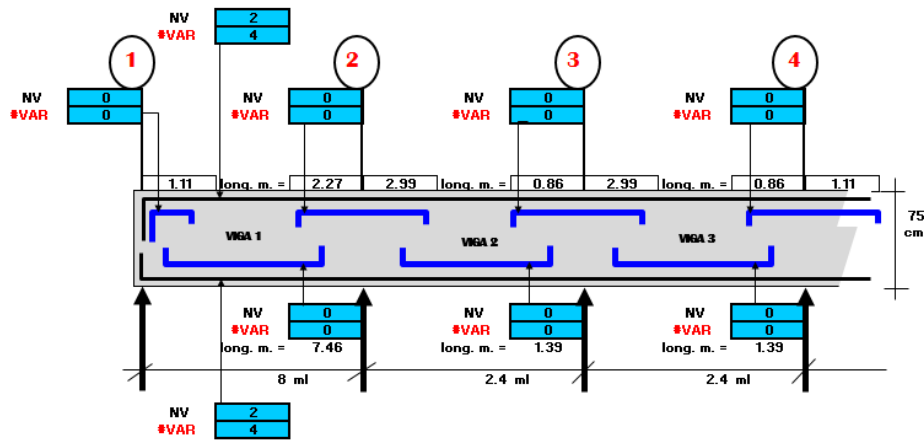 NV 2
#VAR 4
1 2 3 4
NV 0 NV 0 NV 0 NV 0
#VAR 0 #VAR 0 #VAR 0 #VAR 0
1.11 long. m. = 2.27 2.99 long. m. = 0.86 2.99 long. m. = 0.86 1.11
VIGA 1 VIGA 2 VIGA 3
75
cm
NV 0 NV 0 NV 0
#VAR 0 #VAR 0 #VAR 0
long. m. = 7.46 long. m. = 1.39 long. m. = 1.39
8 ml 2.4 ml 2.4 ml
NV 2
#VAR 4